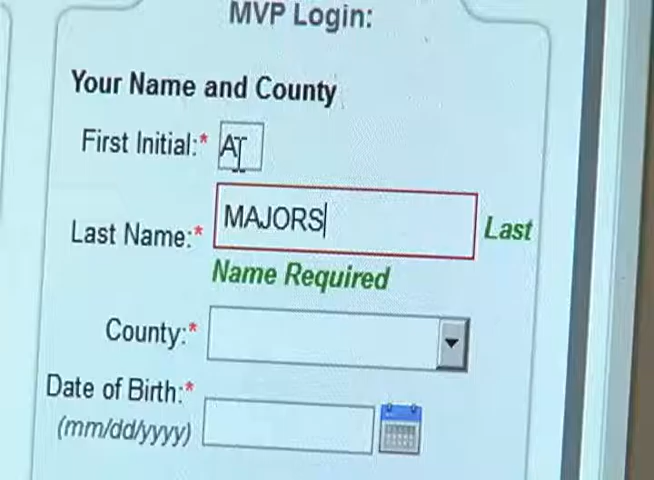 MVP Login:
Your Name and County
First Initial:* A
Last Name:* MAJORS Last
Name Required
County:*
Date of Birth:*
(mm/dd/yyyy)